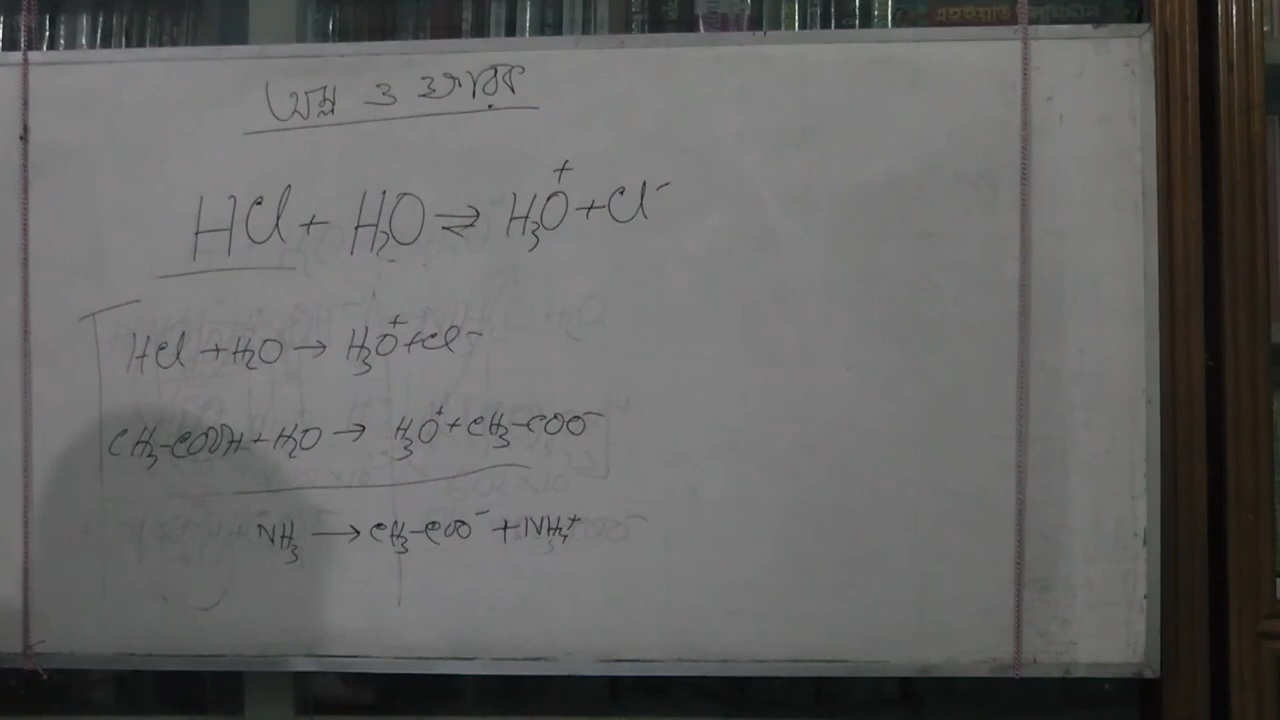 অম্ল ও ক্ষারক
HCl + H₂O ⇌ H₃O⁺ + Cl⁻
HCl + H₂O → H₃O⁺ + Cl⁻
CH₃-COOH + H₂O → H₃O⁺ + CH₃-COO⁻
NH₃ → CH₃-COO⁻ + NH₄⁺